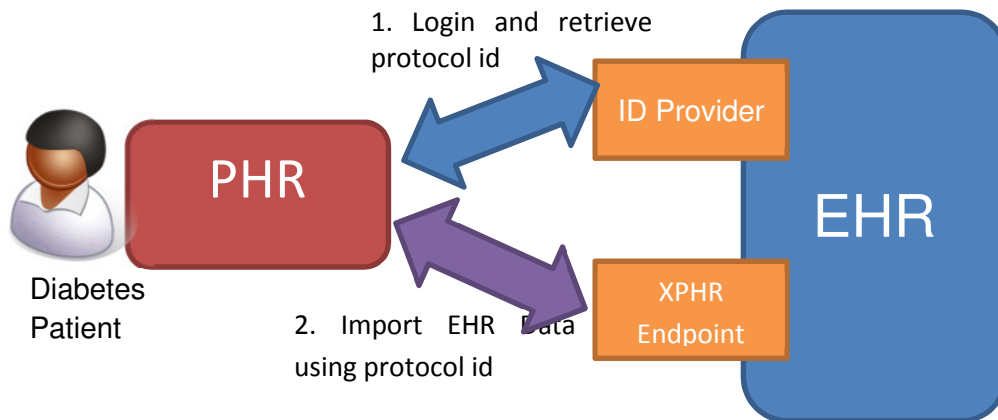 1. Login and retrieve
protocol id
ID Provider
PHR
EHR
XPHR
Endpoint
Diabetes
Patient
2. Import EHR Data
using protocol id